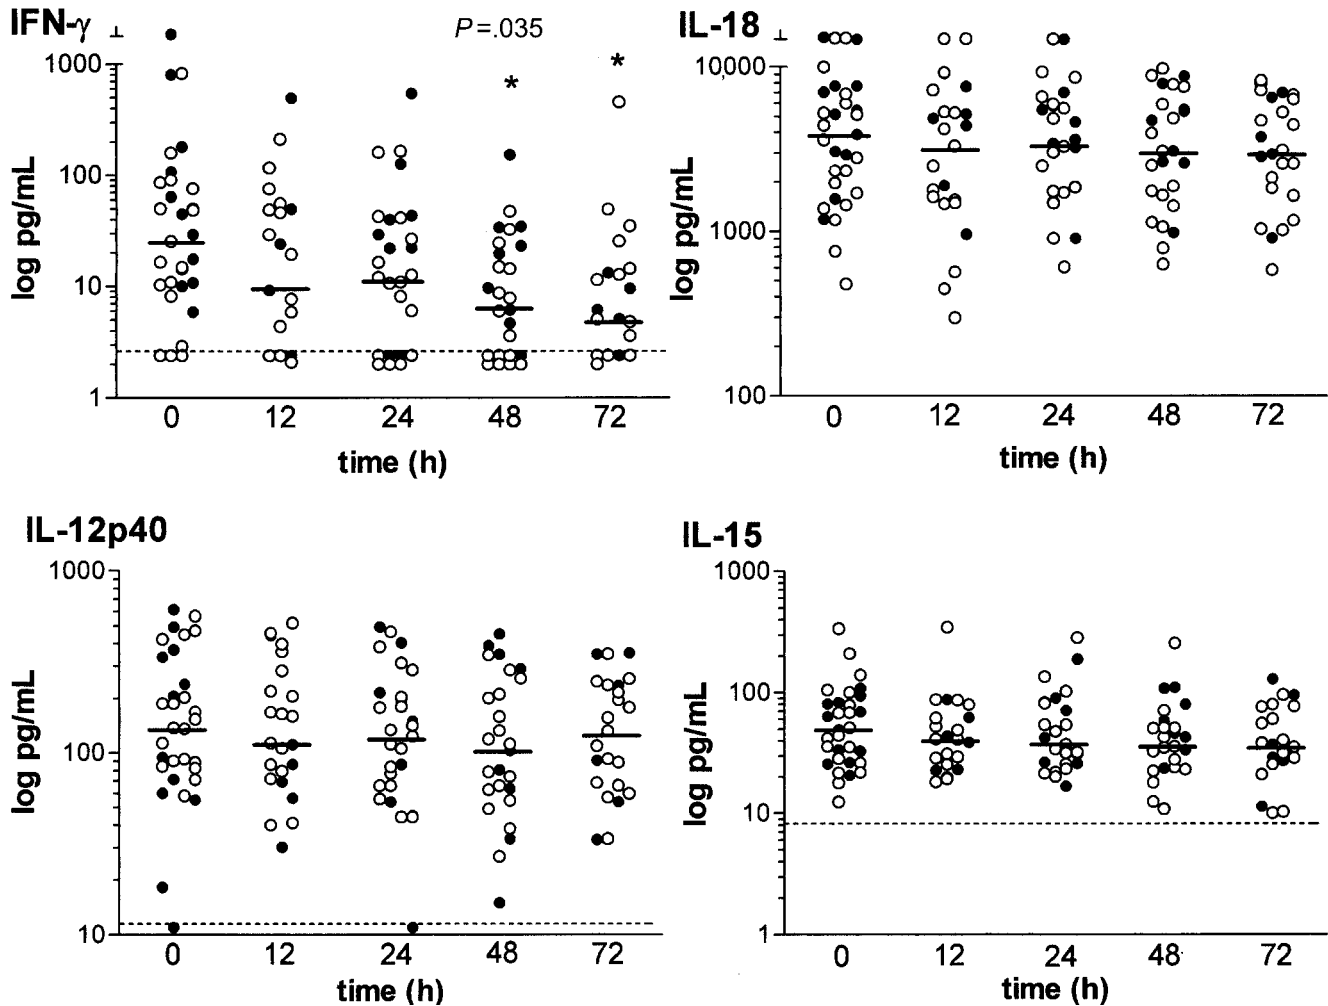 IFN-γ
P=.035
*
*
log pg/mL
1000
100
10
1
0 12 24 48 72
time (h)
IL-18
log pg/mL
10,000
1000
100
0 12 24 48 72
time (h)
IL-12p40
log pg/mL
1000
100
10
0 12 24 48 72
time (h)
IL-15
log pg/mL
1000
100
10
1
0 12 24 48 72
time (h)